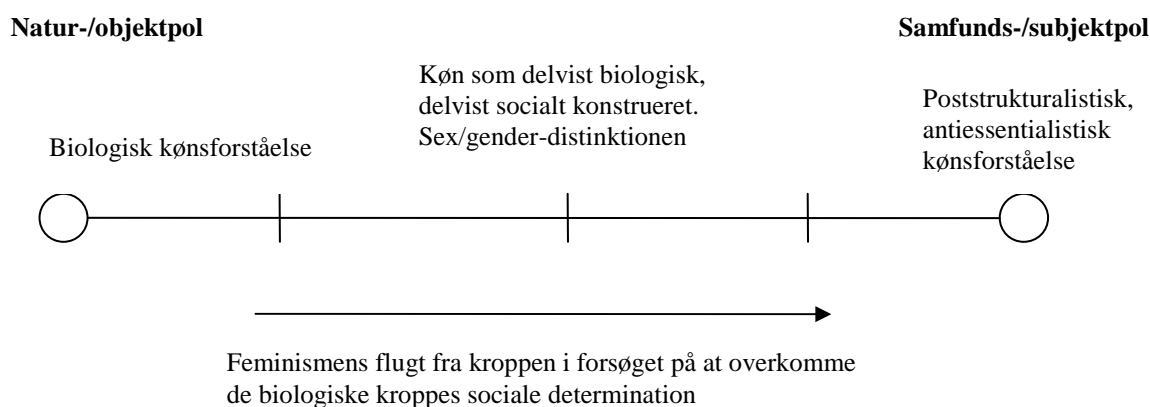 Natur-/objektpol
Samfunds-/subjektpol
Køn som delvist biologisk,
delvist socialt konstrueret.
Sex/gender-distinktionen
Poststrukturalistisk,
antiessentialistisk
kønsforståelse
Biologisk kønsforståelse
Feminismens flugt fra kroppen i forsøget på at overkomme
de biologiske kroppes sociale determination